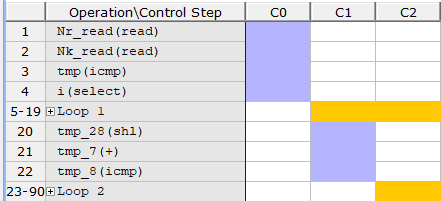 Operation\Control Step C0 C1 C2
1 Nr_read(read)
2 Nk_read(read)
3 tmp(icmp)
4 i(select)
5-19 Loop 1
20 tmp_28(shl)
21 tmp_7(+)
22 tmp_8(icmp)
23-90 Loop 2